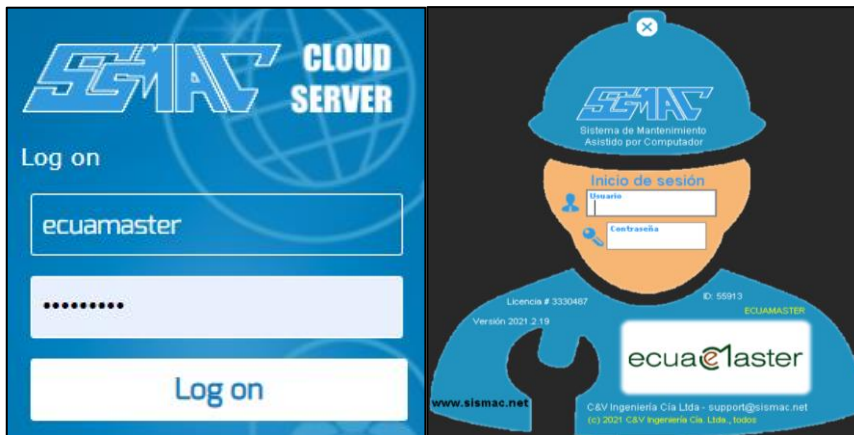 SISMAC CLOUD
SERVER
Log on
ecuamaster
•••••••••
Log on
SISMAC
Sistema de Mantenimiento
Asistido por Computador
Inicio de sesión
Usuario
Contraseña
Licencia # 3330487
ID: 55913
ECUAMASTER
Versión 2021.2.19
ecuamaster
www.sismac.net
C&V Ingeniería Cía Ltda - support@sismac.net
(c) 2021 C&V Ingeniería Cía. Ltda., todos